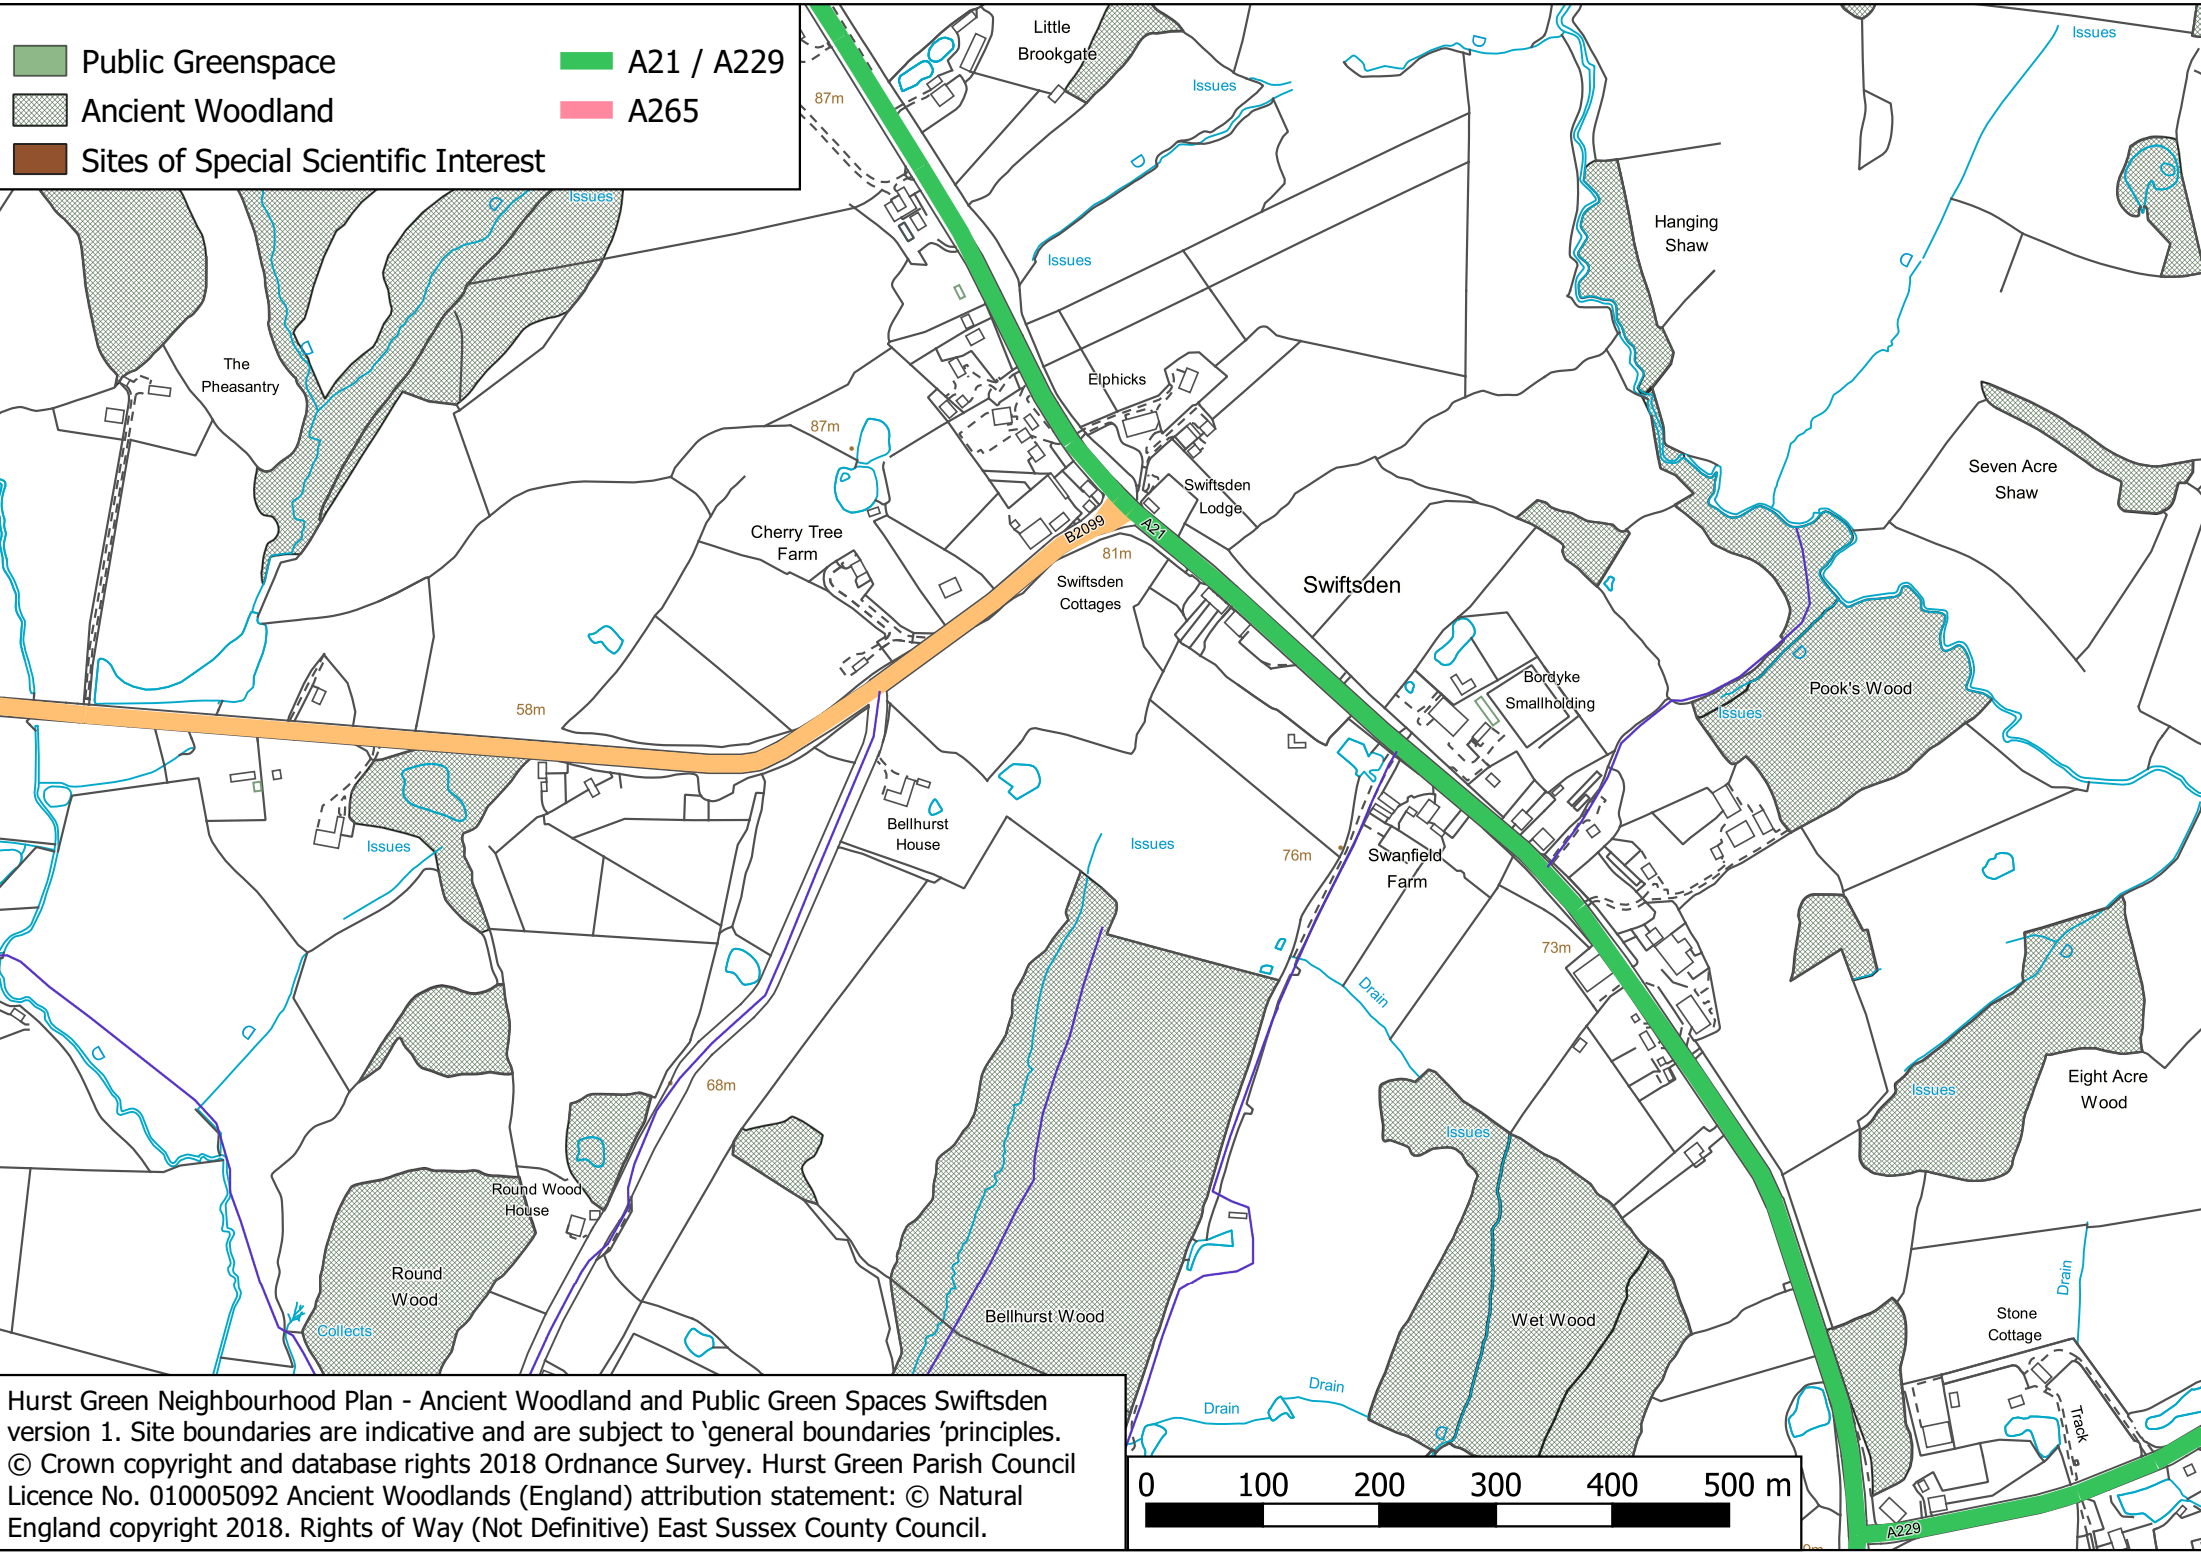 Public Greenspace
Ancient Woodland
Sites of Special Scientific Interest
A21 / A229
A265
Little
Brookgate
87m
Issues
D
Issues
D
Issues
D
Issues
Hanging
Shaw
D
D
Issues
D
The
Pheasantry
D
Elphicks
87m
Swiftsden
Lodge
Seven Acre
Shaw
Cherry Tree
Farm
B2099
A21
81m
Swiftsden
Cottages
Swiftsden
D
Bordyke
Smallholding
Pook's Wood
Issues
58m
Bellhurst
House
Issues
Issues
76m
Swanfield
Farm
73m
D
Drain
D
D
68m
Issues
Eight Acre
Wood
Issues
Round Wood
House
Round
Wood
Collects
Bellhurst Wood
Wet Wood
Drain
Stone
Cottage
Drain
Drain
D
Track
A229
Hurst Green Neighbourhood Plan - Ancient Woodland and Public Green Spaces Swiftsden
version 1. Site boundaries are indicative and are subject to ‘general boundaries ’principles.
© Crown copyright and database rights 2018 Ordnance Survey. Hurst Green Parish Council
Licence No. 010005092 Ancient Woodlands (England) attribution statement: © Natural
England copyright 2018. Rights of Way (Not Definitive) East Sussex County Council.
0 100 200 300 400 500 m